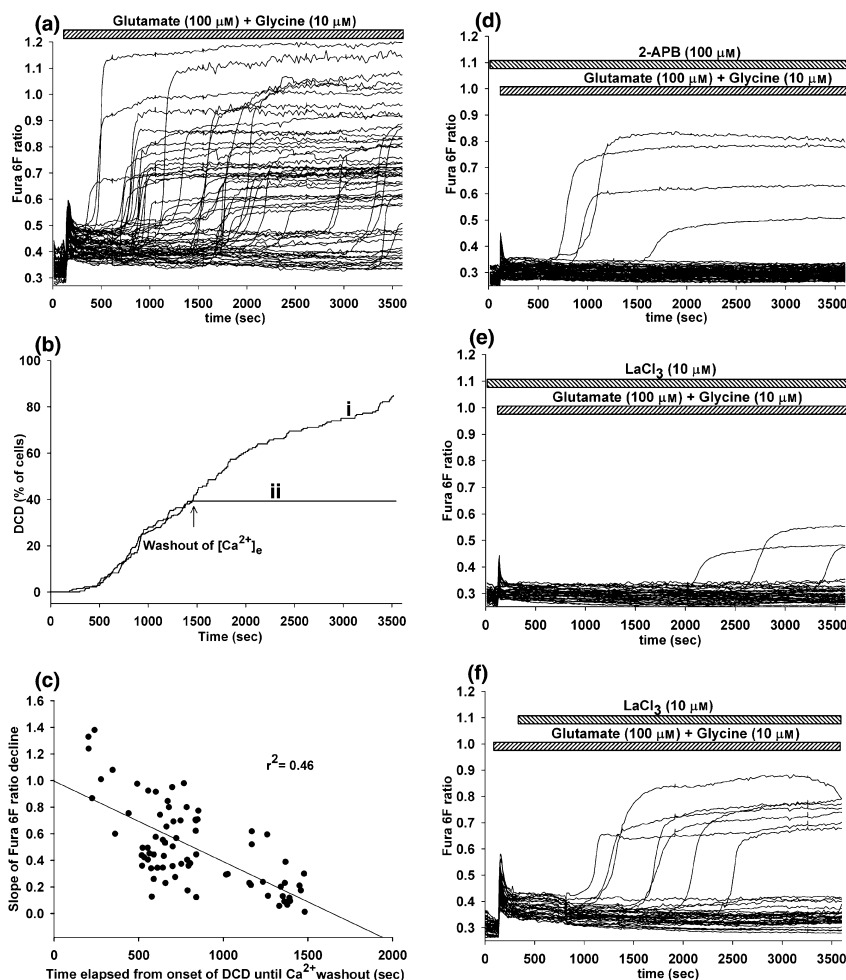 (a)
Glutamate (100 μM) + Glycine (10 μM)
1.2
1.1
1.0
0.9
0.8
0.7
0.6
0.5
0.4
0.3
Fura 6F ratio
0 500 1000 1500 2000 2500 3000 3500
time (sec)
(b)
100
80
60
40
20
0
DCD (% of cells)
i
ii
Washout of [Ca2+]e
0 500 1000 1500 2000 2500 3000 3500
Time (sec)
(c)
1.6
1.4
1.2
1.0
0.8
0.6
0.4
0.2
0.0
Slope of Fura 6F ratio decline
r2= 0.46
0 500 1000 1500 2000
Time elapsed from onset of DCD until Ca2+washout (sec)
(d)
2-APB (100 μM)
Glutamate (100 μM) + Glycine (10 μM)
1.2
1.1
1.0
0.9
0.8
0.7
0.6
0.5
0.4
0.3
Fura 6F ratio
0 500 1000 1500 2000 2500 3000 3500
time (sec)
(e)
LaCl3 (10 μM)
Glutamate (100 μM) + Glycine (10 μM)
1.2
1.1
1.0
0.9
0.8
0.7
0.6
0.5
0.4
0.3
Fura 6F ratio
0 500 1000 1500 2000 2500 3000 3500
time (sec)
(f)
LaCl3 (10 μM)
Glutamate (100 μM) + Glycine (10 μM)
1.2
1.1
1.0
0.9
0.8
0.7
0.6
0.5
0.4
0.3
Fura 6F ratio
0 500 1000 1500 2000 2500 3000 3500
time (sec)